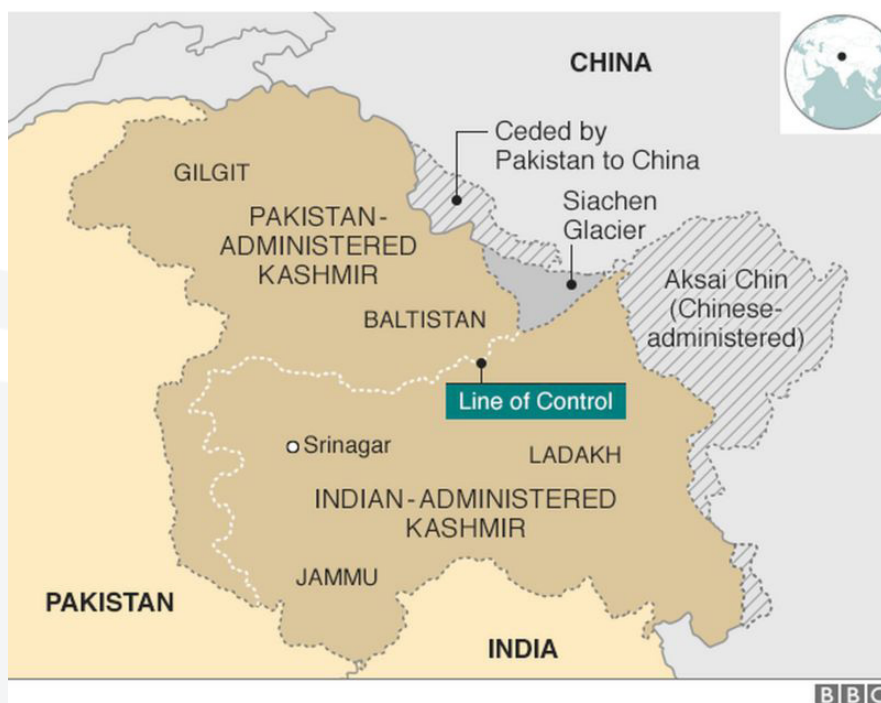 CHINA
Ceded by
Pakistan to China
GILGIT
Siachen
Glacier
PAKISTAN-
ADMINISTERED
KASHMIR
Aksai Chin
(Chinese-
administered)
BALTISTAN
Line of Control
Srinagar
LADAKH
INDIAN-ADMINISTERED
KASHMIR
JAMMU
PAKISTAN
INDIA
BBC